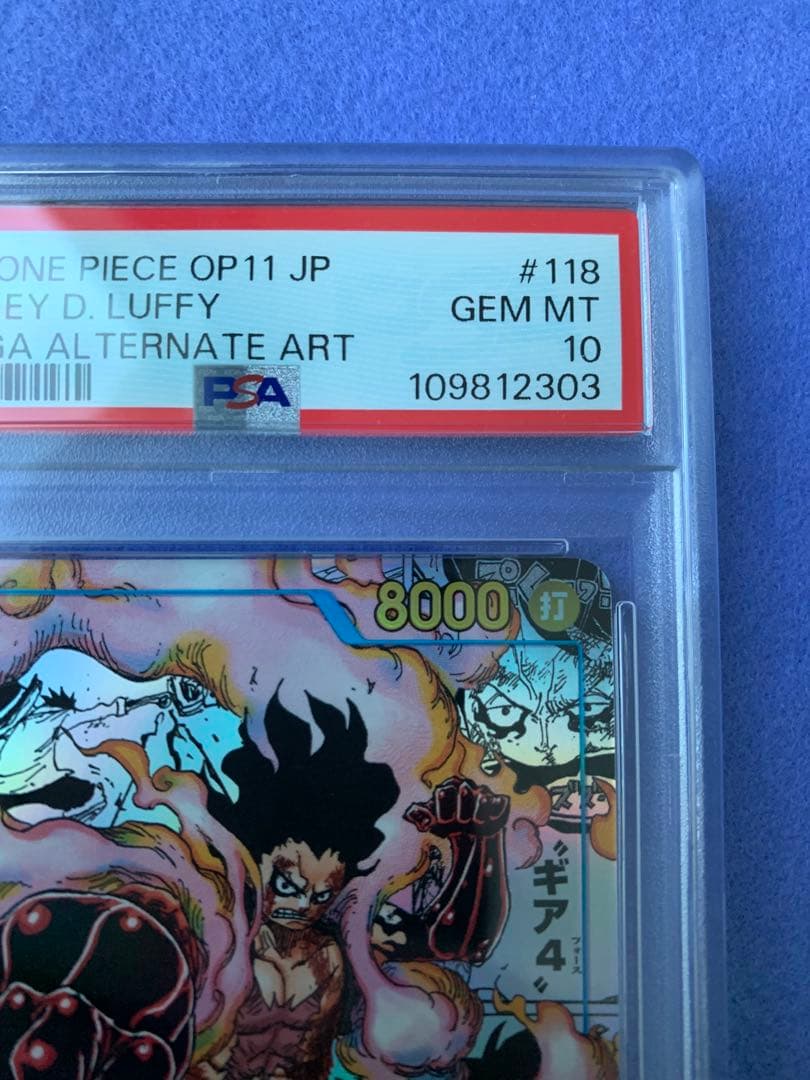 ONE PIECE OP11 JP #118
EY D. LUFFY GEM MT
GA ALTERNATE ART 10
PSA 109812303
8000 打
"ギア4"
フォース